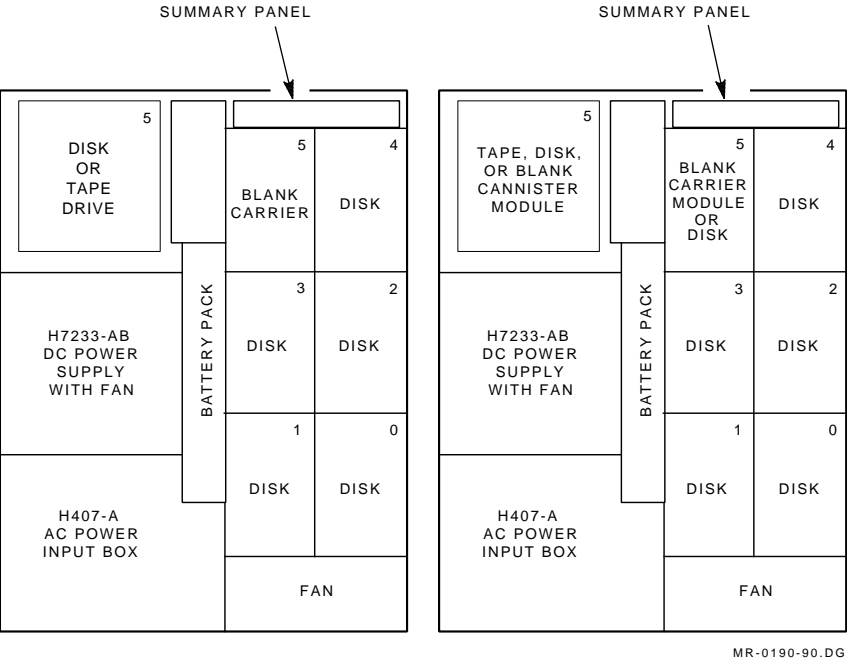 SUMMARY PANEL
5
DISK
OR
TAPE
DRIVE
5
BLANK
CARRIER
4
DISK
H7233-AB
DC POWER
SUPPLY
WITH FAN
BATTERY PACK
3
DISK
2
DISK
H407-A
AC POWER
INPUT BOX
1
DISK
0
DISK
FAN
SUMMARY PANEL
5
TAPE, DISK,
OR BLANK
CANNISTER
MODULE
5
BLANK
CARRIER
MODULE
OR
DISK
4
DISK
H7233-AB
DC POWER
SUPPLY
WITH FAN
BATTERY PACK
3
DISK
2
DISK
H407-A
AC POWER
INPUT BOX
1
DISK
0
DISK
FAN
MR-0190-90.DG